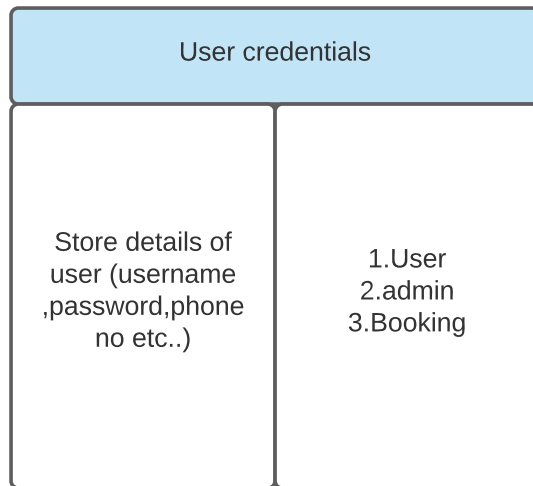 User credentials
Store details of
user (username
,password,phone
no etc..)
1.User
2.admin
3.Booking